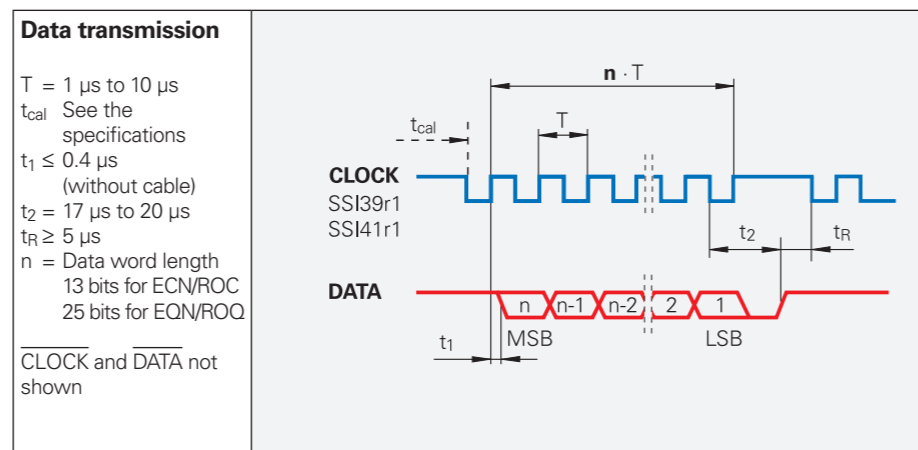 Data transmission
T = 1 µs to 10 µs
tcal See the
specifications
t1 ≤ 0.4 µs
(without cable)
t2 = 17 µs to 20 µs
tR ≥ 5 µs
n = Data word length
13 bits for ECN/ROC
25 bits for EQN/ROQ
C̅L̅O̅C̅K̅ and D̅A̅T̅A̅ not
shown
n · T
tcal
T
CLOCK
SSI39r1
SSI41r1
t2
tR
DATA
n
n-1
n-2
2
1
t1
MSB
LSB